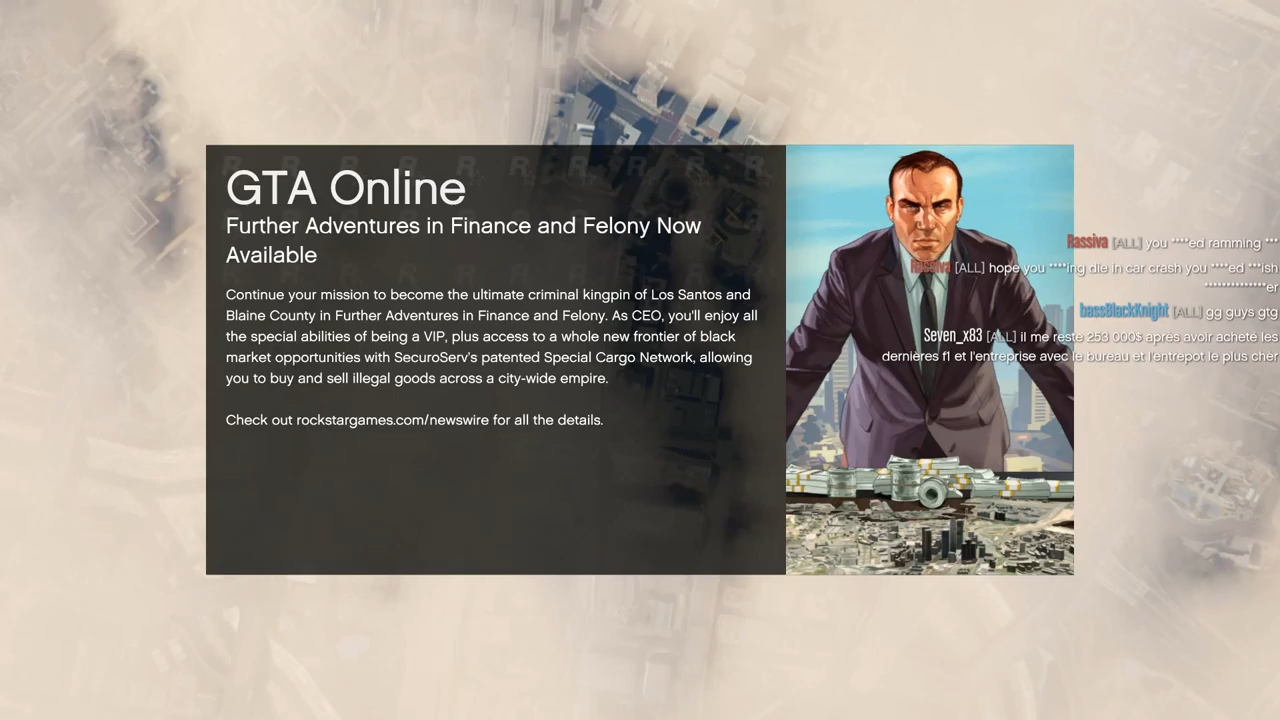 GTA Online
Further Adventures in Finance and Felony Now
Available
Continue your mission to become the ultimate criminal kingpin of Los Santos and
Blaine County in Further Adventures in Finance and Felony. As CEO, you'll enjoy all
the special abilities of being a VIP, plus access to a whole new frontier of black
market opportunities with SecuroServ's patented Special Cargo Network, allowing
you to buy and sell illegal goods across a city-wide empire.
Check out rockstargames.com/newswire for all the details.
Rassiva [ALL] you ****ed ramming ***
Rassiva [ALL] hope you ****ing die in car crash you ****ed ***ish
**************er
bassBlackKnight [ALL] gg guys gtg
Seven_x83 [ALL] il me reste 253 000$ aprés avoir acheté les
dernieres f1 et l'entreprise avec le bureau et l'entrepot le plus cher